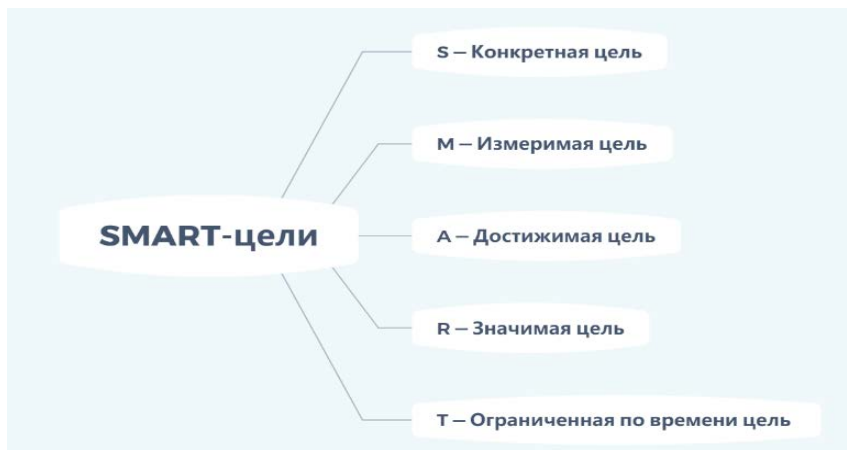 SMART-цели
S — Конкретная цель
M — Измеримая цель
A — Достижимая цель
R — Значимая цель
T — Ограниченная по времени цель